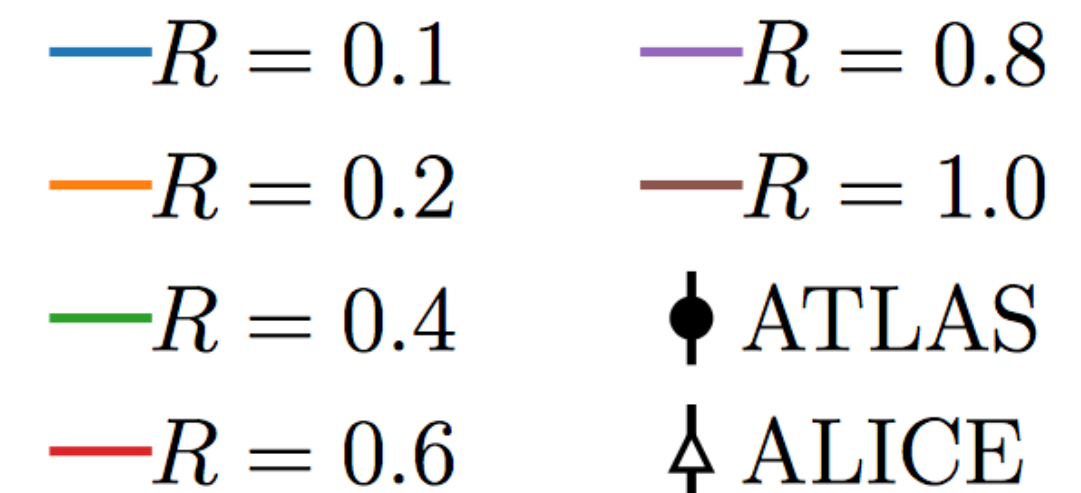 R = 0.1
R = 0.2
R = 0.4
R = 0.6
R = 0.8
R = 1.0
ATLAS
ALICE